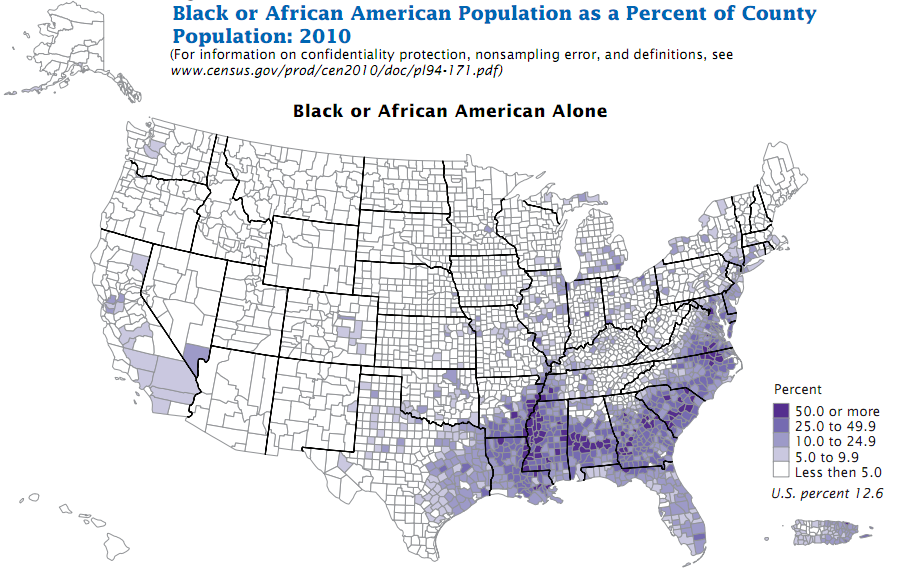 Black or African American Population as a Percent of County
Population: 2010
(For information on confidentiality protection, nonsampling error, and definitions, see
www.census.gov/prod/cen2010/doc/pl94-171.pdf)
Black or African American Alone
Percent
50.0 or more
25.0 to 49.9
10.0 to 24.9
5.0 to 9.9
Less then 5.0
U.S. percent 12.6